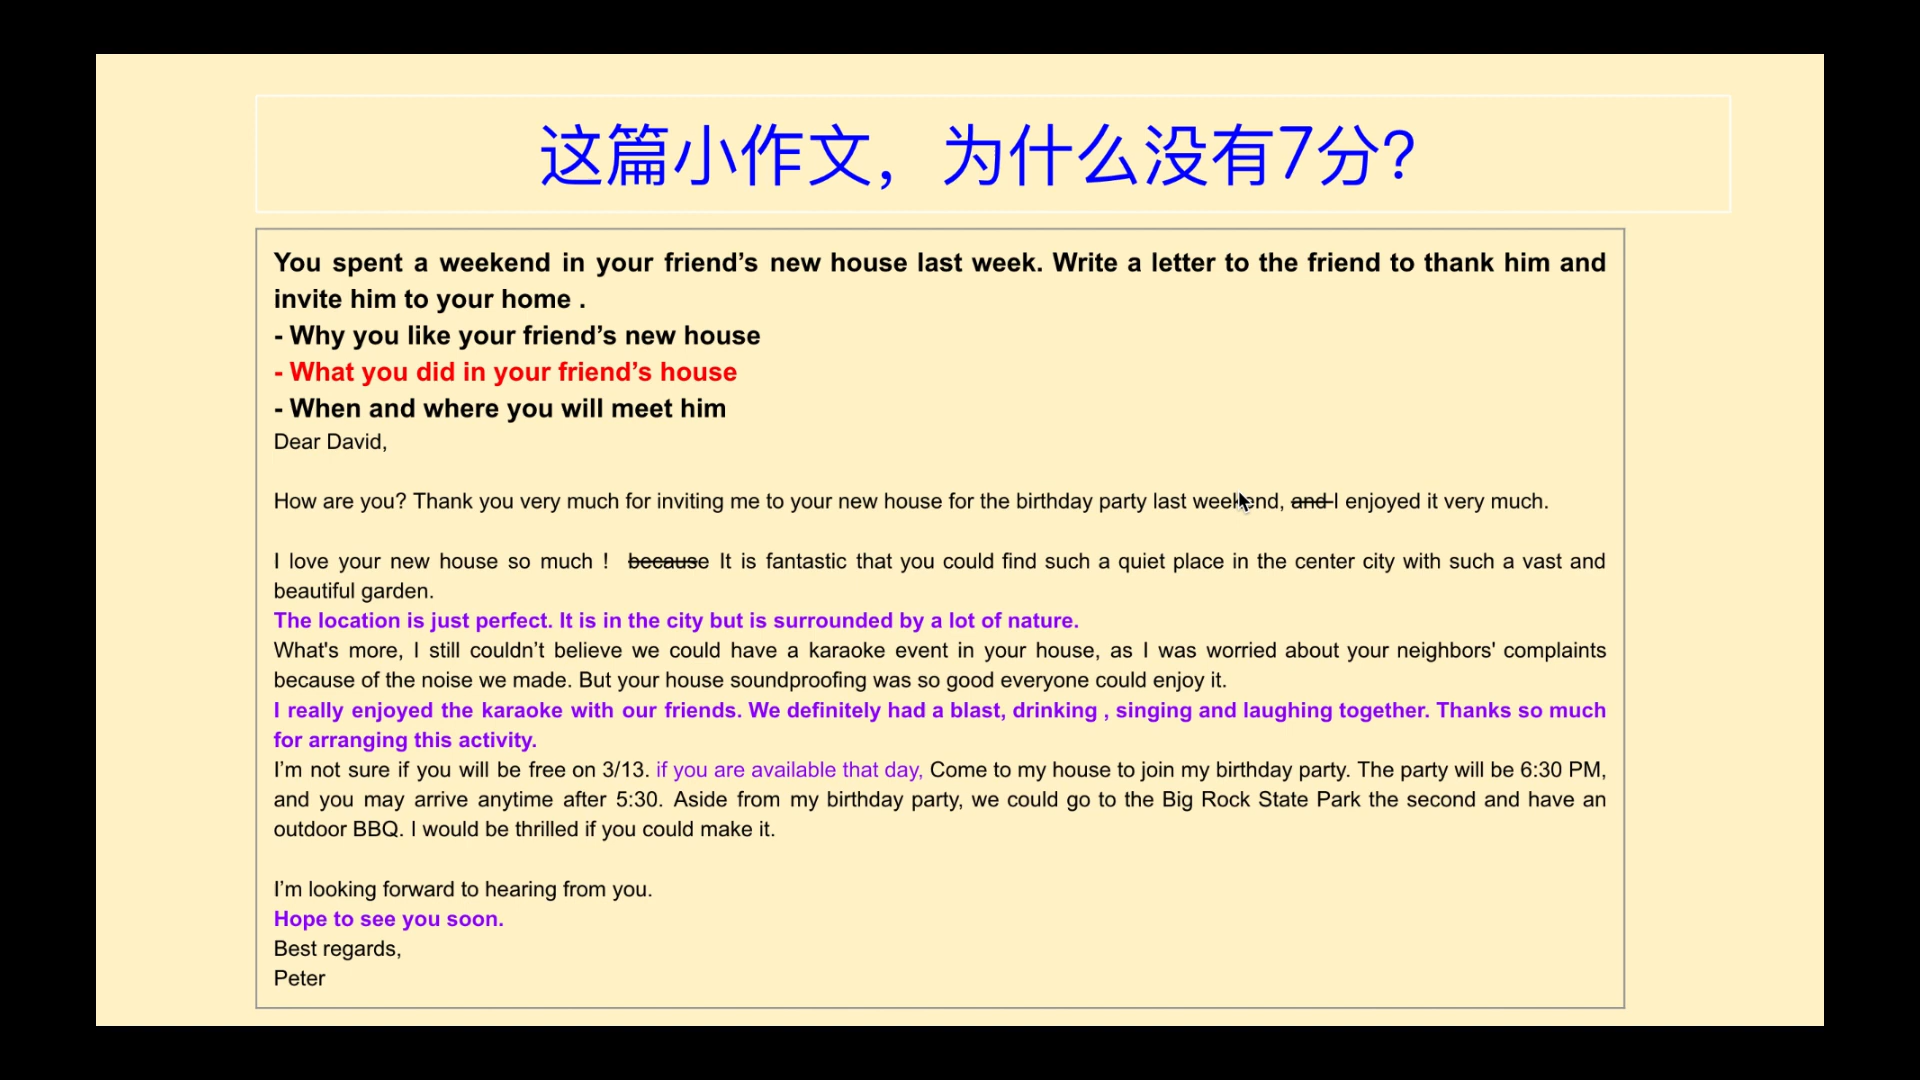 这篇小作文，为什么没有7分?
You spent a weekend in your friend’s new house last week. Write a letter to the friend to thank him and
invite him to your home .
- Why you like your friend’s new house
- What you did in your friend’s house
- When and where you will meet him
Dear David,
How are you? Thank you very much for inviting me to your new house for the birthday party last weekend, and I enjoyed it very much.
I love your new house so much ! because It is fantastic that you could find such a quiet place in the center city with such a vast and
beautiful garden.
The location is just perfect. It is in the city but is surrounded by a lot of nature.
What's more, I still couldn’t believe we could have a karaoke event in your house, as I was worried about your neighbors' complaints
because of the noise we made. But your house soundproofing was so good everyone could enjoy it.
I really enjoyed the karaoke with our friends. We definitely had a blast, drinking , singing and laughing together. Thanks so much
for arranging this activity.
I’m not sure if you will be free on 3/13. if you are available that day, Come to my house to join my birthday party. The party will be 6:30 PM,
and you may arrive anytime after 5:30. Aside from my birthday party, we could go to the Big Rock State Park the second and have an
outdoor BBQ. I would be thrilled if you could make it.
I’m looking forward to hearing from you.
Hope to see you soon.
Best regards,
Peter